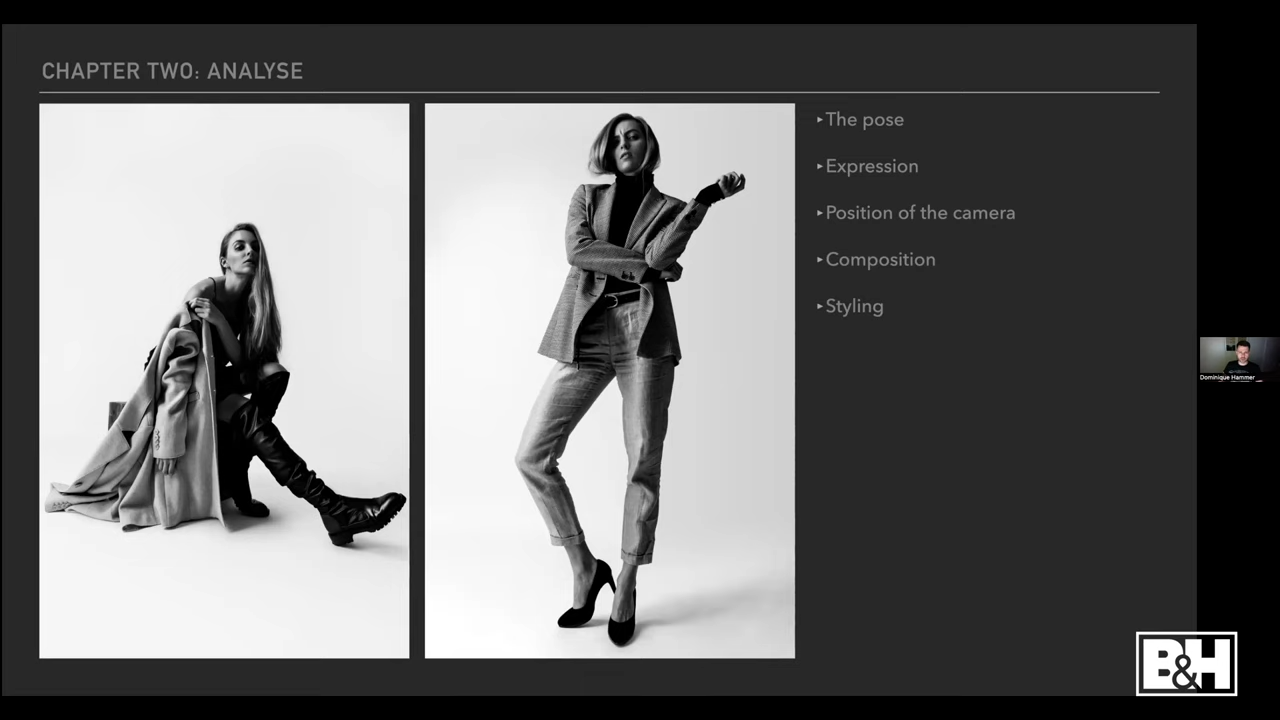 CHAPTER TWO: ANALYSE
▸The pose
▸Expression
▸Position of the camera
▸Composition
▸Styling
Dominique Hammer
B&H